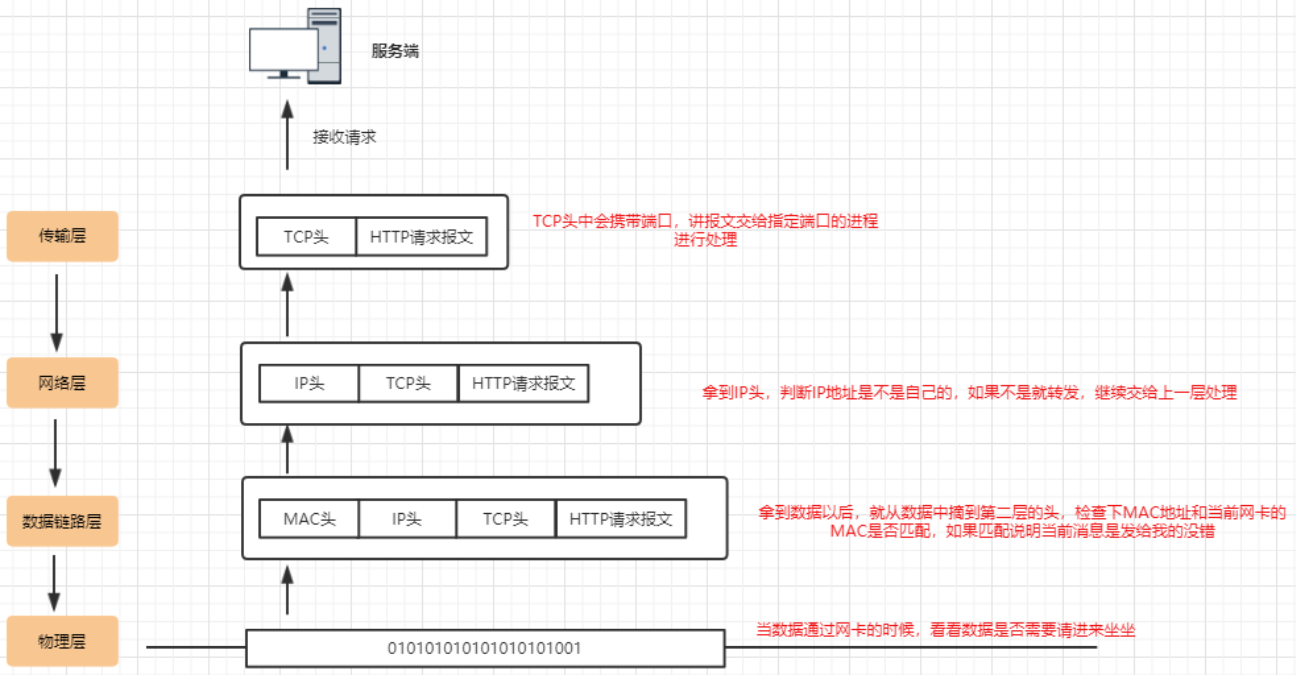 服务端
接收请求
传输层
TCP头
HTTP请求报文
TCP头中会携带端口，讲报文交给指定端口的进程
进行处理
网络层
IP头
TCP头
HTTP请求报文
拿到IP头，判断IP地址是不是自己的，如果不是就转发，继续交给上一层处理
数据链路层
MAC头
IP头
TCP头
HTTP请求报文
拿到数据以后，就从数据中摘到第二层的头，检查下MAC地址和当前网卡的
MAC是否匹配，如果匹配说明当前消息是发给我的没错
物理层
010101010101010101001
当数据通过网卡的时候，看看数据是否需要请进来坐坐